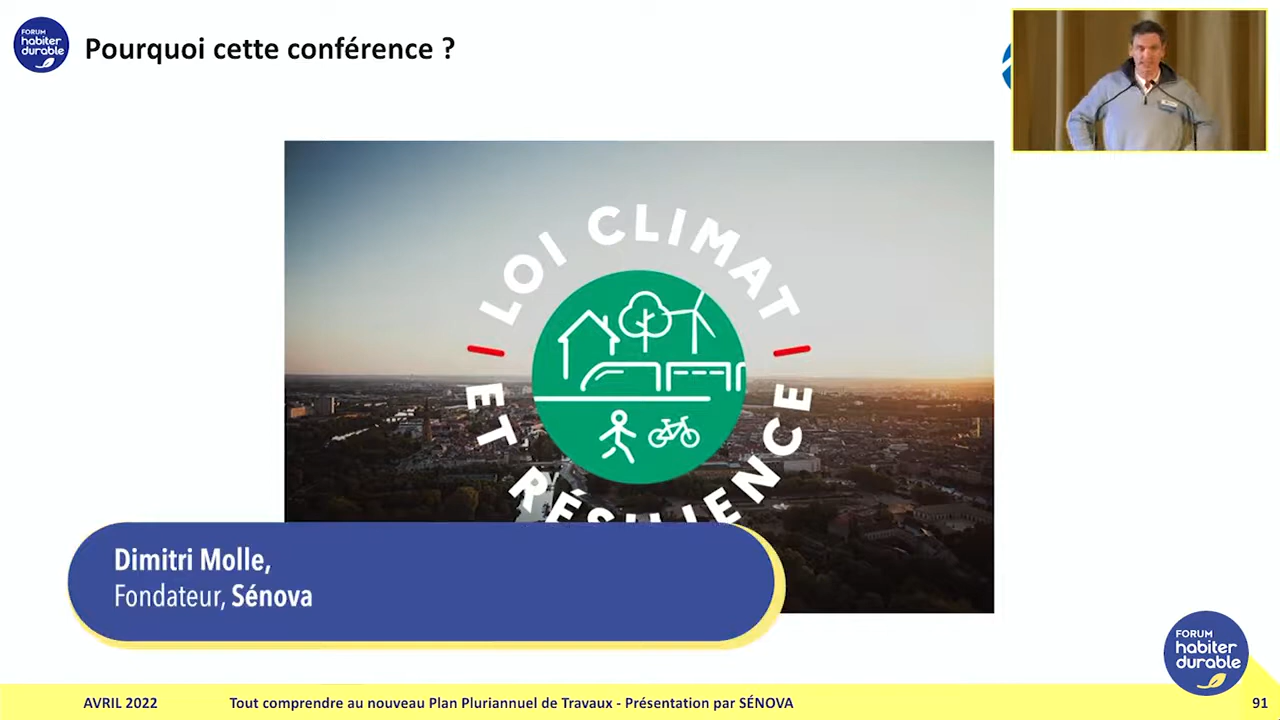 FORUM
habiter
durable
Pourquoi cette conférence ?
LOI CLIMAT
ET RÉSILIENCE
Dimitri Molle,
Fondateur, Sénova
FORUM
habiter
durable
AVRIL 2022 Tout comprendre au nouveau Plan Pluriannuel de Travaux - Présentation par SÉNOVA 91